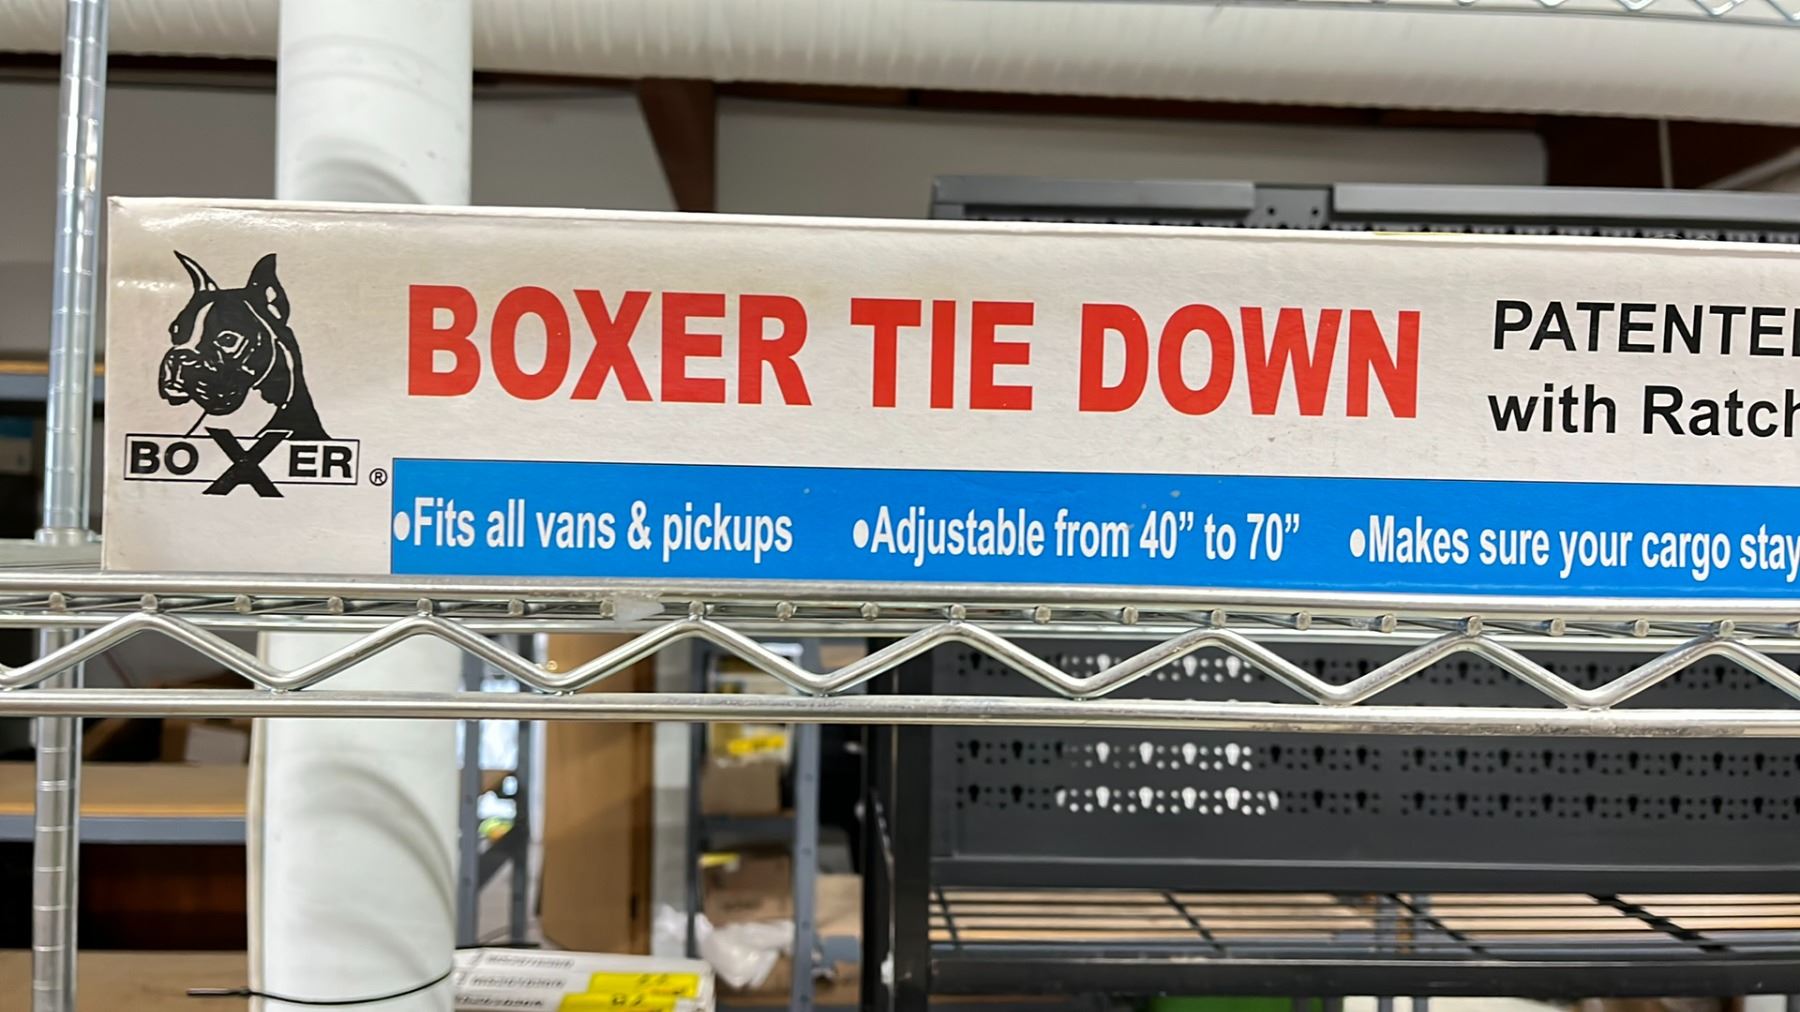 BOXER TIE DOWN
PATENTED
with Ratch
BOXER ®
•Fits all vans & pickups •Adjustable from 40” to 70” •Makes sure your cargo stay